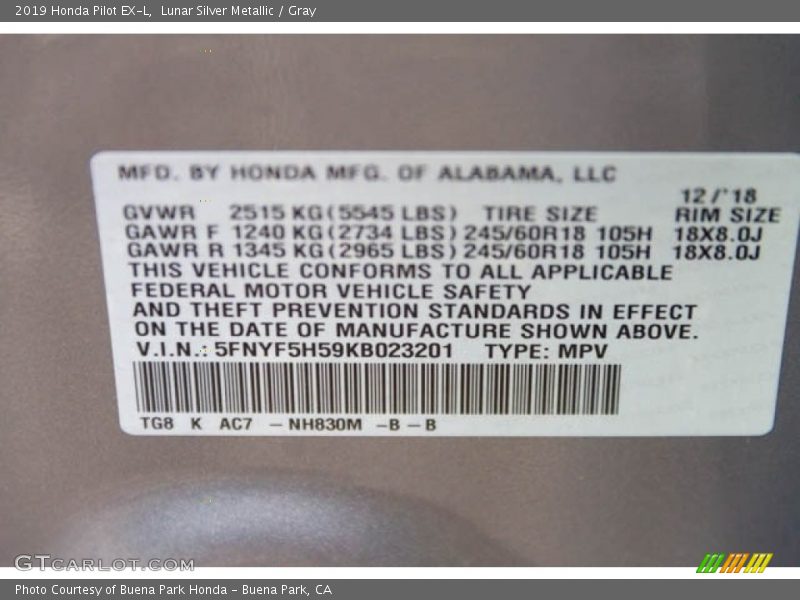 2019 Honda Pilot EX-L, Lunar Silver Metallic / Gray
MFD. BY HONDA MFG. OF ALABAMA, LLC
12/'18
GVWR 2515 KG(5545 LBS) TIRE SIZE RIM SIZE
GAWR F 1240 KG(2734 LBS) 245/60R18 105H 18X8.0J
GAWR R 1345 KG(2965 LBS) 245/60R18 105H 18X8.0J
THIS VEHICLE CONFORMS TO ALL APPLICABLE
FEDERAL MOTOR VEHICLE SAFETY
AND THEFT PREVENTION STANDARDS IN EFFECT
ON THE DATE OF MANUFACTURE SHOWN ABOVE.
V.I.N.: 5FNYF5H59KB023201 TYPE: MPV
TG8 K AC7 - NH830M -B-B
GTCARLOT.COM
Photo Courtesy of Buena Park Honda - Buena Park, CA